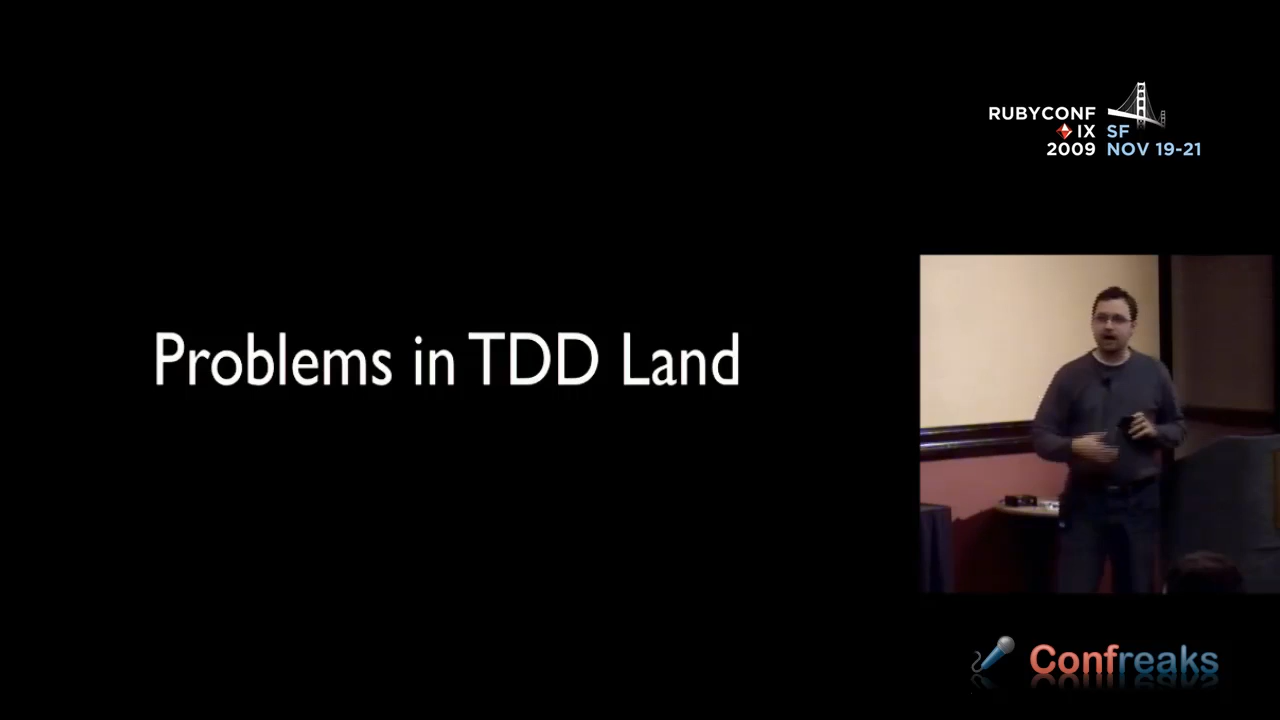 Problems in TDD Land
RUBYCONF
IX SF
2009 NOV 19-21
Confreaks